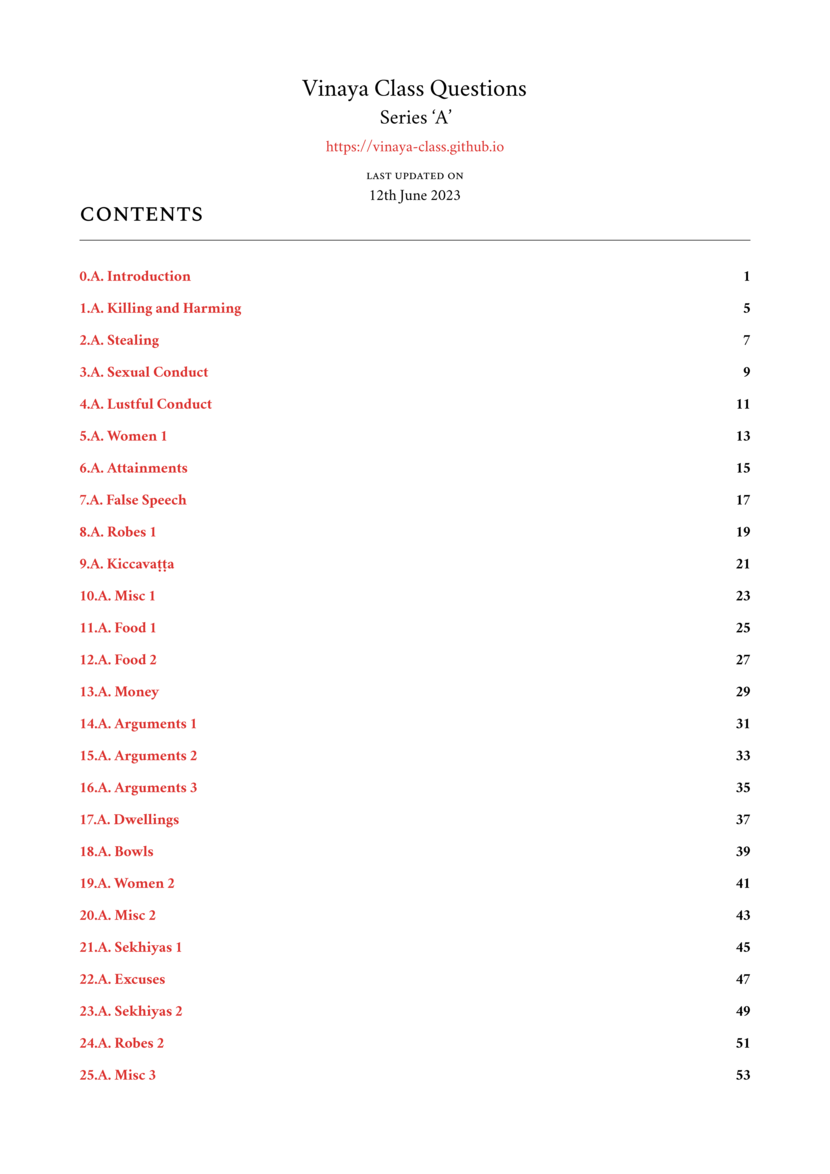 Vinaya Class Questions
Series ‘A’
https://vinaya-class.github.io
LAST UPDATED ON
12th June 2023
CONTENTS
0.A. Introduction 1
1.A. Killing and Harming 5
2.A. Stealing 7
3.A. Sexual Conduct 9
4.A. Lustful Conduct 11
5.A. Women 1 13
6.A. Attainments 15
7.A. False Speech 17
8.A. Robes 1 19
9.A. Kiccavaṭṭa 21
10.A. Misc 1 23
11.A. Food 1 25
12.A. Food 2 27
13.A. Money 29
14.A. Arguments 1 31
15.A. Arguments 2 33
16.A. Arguments 3 35
17.A. Dwellings 37
18.A. Bowls 39
19.A. Women 2 41
20.A. Misc 2 43
21.A. Sekhiyas 1 45
22.A. Excuses 47
23.A. Sekhiyas 2 49
24.A. Robes 2 51
25.A. Misc 3 53